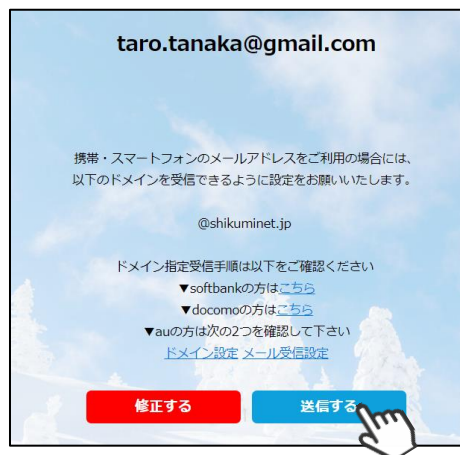 taro.tanaka@gmail.com
携帯・スマートフォンのメールアドレスをご利用の場合には、
以下のドメインを受信できるように設定をお願いいたします。
@shikuminet.jp
ドメイン指定受信手順は以下をご確認ください
▼softbankの方はこちら
▼docomoの方はこちら
▼auの方は次の2つを確認して下さい
ドメイン設定 メール受信設定
修正する 送信する